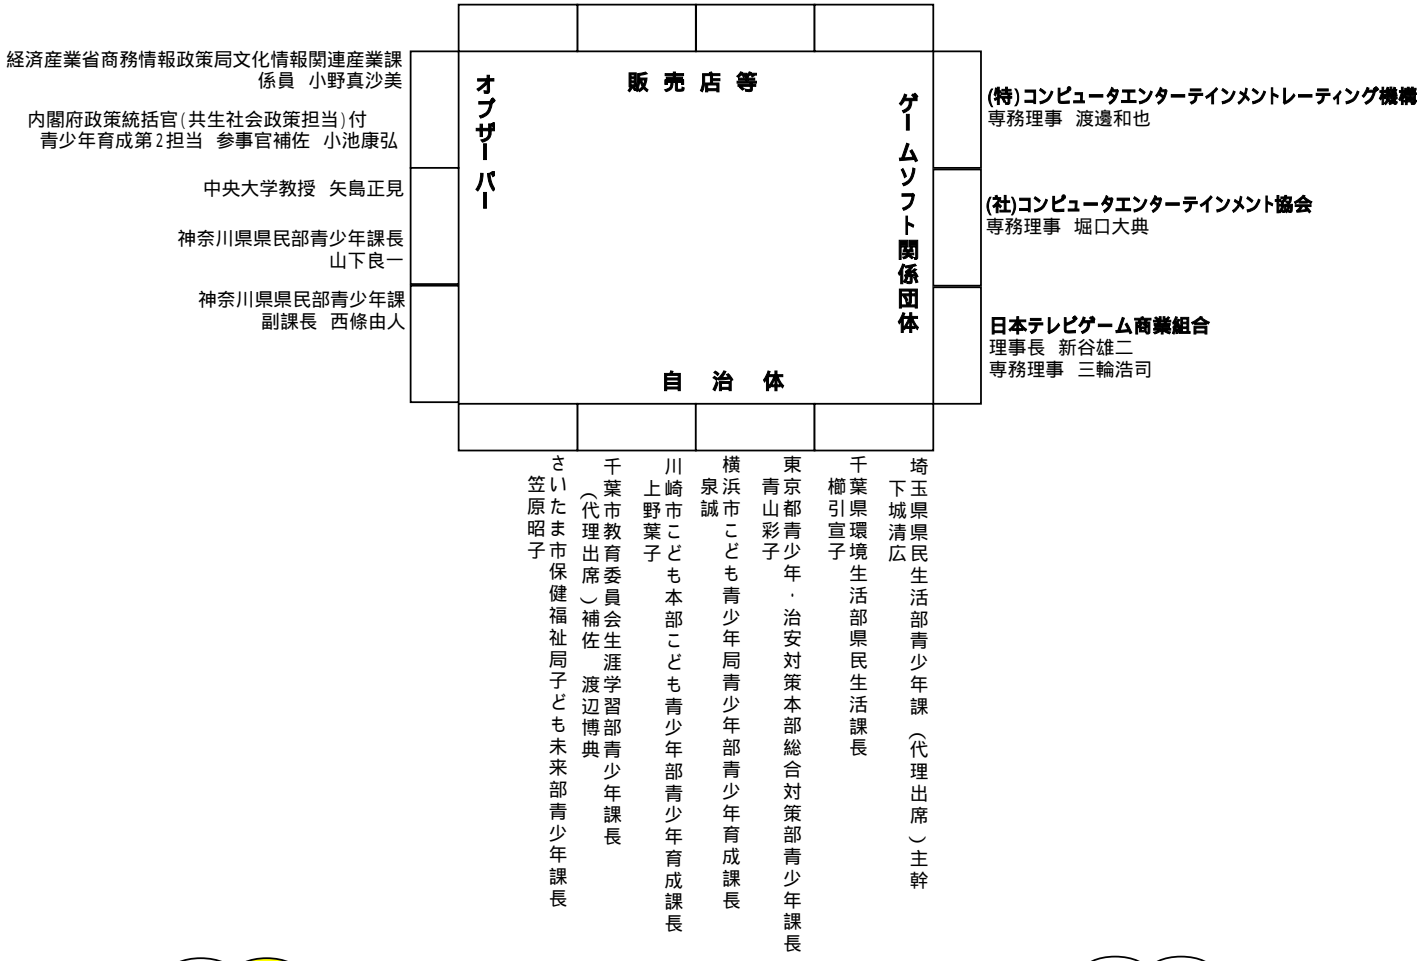 経済産業省商務情報政策局文化情報関連産業課
係員 小野真沙美
内閣府政策統括官(共生社会政策担当)付
青少年育成第2担当 参事官補佐 小池康弘
中央大学教授 矢島正見
神奈川県県民部青少年課長
山下良一
神奈川県県民部青少年課
副課長 西條由人
オブザーバー
販売店等
ゲームソフト関係団体
自治体
(特)コンピュータエンターテインメントレーティング機構
専務理事 渡邊和也
(社)コンピュータエンターテインメント協会
専務理事 堀口大典
日本テレビゲーム商業組合
理事長 新谷雄二
専務理事 三輪浩司
埼玉県県民生活部青少年課(代理出席)主幹
下城清広
千葉県環境生活部県民生活課長
櫛引宣子
東京都青少年・治安対策本部総合対策部青少年課長
青山彩子
横浜市こども青少年局青少年部青少年育成課長
泉誠
川崎市こども本部こども青少年部青少年育成課長
上野葉子
千葉市教育委員会生涯学習部青少年課長
(代理出席)補佐 渡辺博典
さいたま市保健福祉局子ども未来部青少年課長
笠原昭子